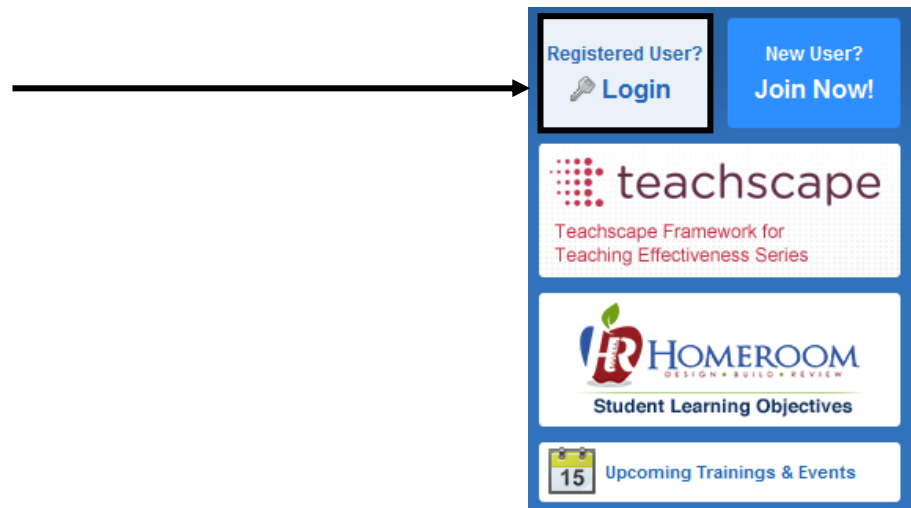 Registered User?
Login
New User?
Join Now!
teachscape
Teachscape Framework for
Teaching Effectiveness Series
HR
HOMEROOM
DESIGN • BUILD • REVIEW
Student Learning Objectives
15
Upcoming Trainings & Events